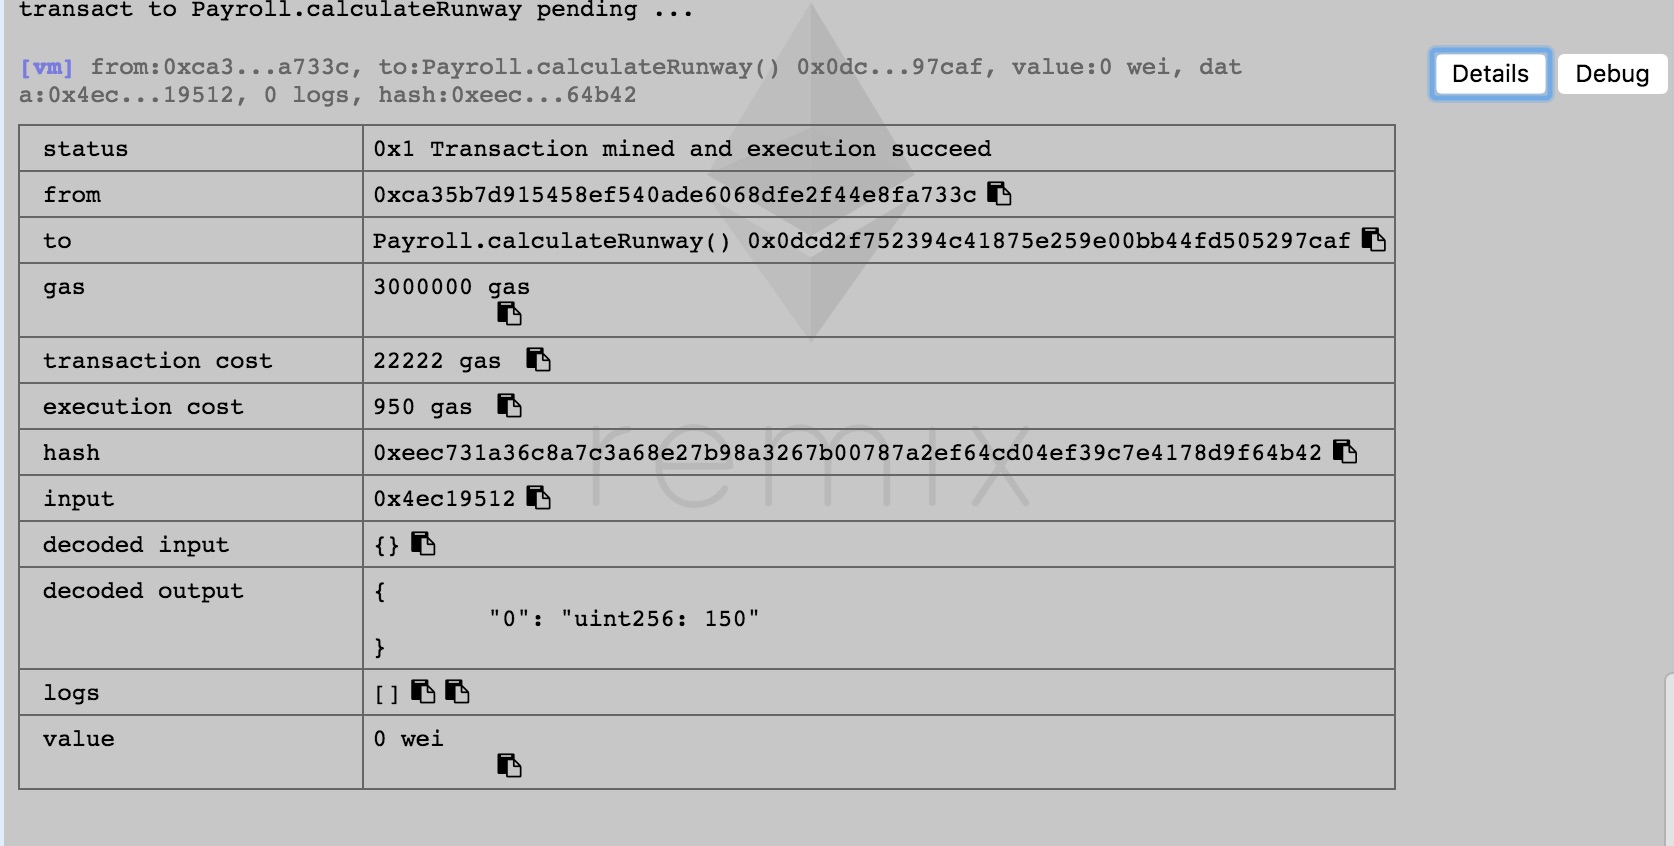 transact to Payroll.calculateRunway pending ...
[vm] from:0xca3...a733c, to:Payroll.calculateRunway() 0x0dc...97caf, value:0 wei, dat
a:0x4ec...19512, 0 logs, hash:0xeec...64b42
Details Debug
status 0x1 Transaction mined and execution succeed
from 0xca35b7d915458ef540ade6068dfe2f44e8fa733c
to Payroll.calculateRunway() 0x0dcd2f752394c41875e259e00bb44fd505297caf
gas 3000000 gas
transaction cost 22222 gas
execution cost 950 gas
hash 0xeec731a36c8a7c3a68e27b98a3267b00787a2ef64cd04ef39c7e4178d9f64b42
remix
input 0x4ec19512
decoded input {}
decoded output {
"0": "uint256: 150"
}
logs []
value 0 wei